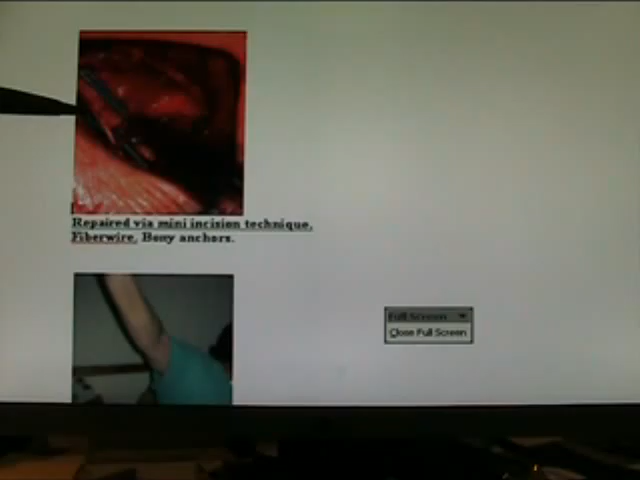 Repaired via mini incision technique,
Fiberwire, Bony anchors.
Full Screen
Close Full Screen